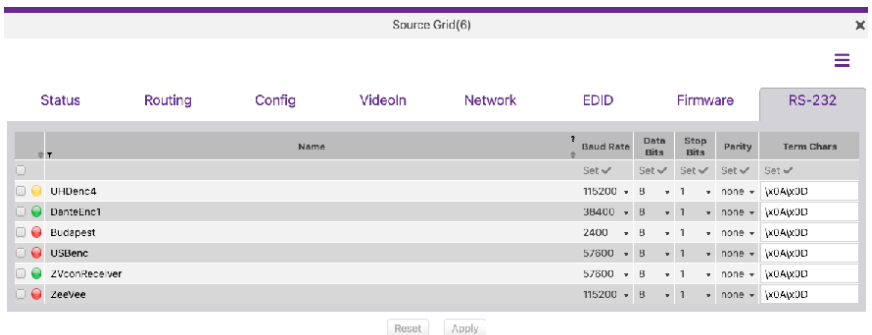 Source Grid(6)
Status Routing Config VideoIn Network EDID Firmware RS-232
Name ? Baud Rate Data Bits Stop Bits Parity Term Chars
Set Set Set Set Set
UHDenc4 115200 8 1 none \x0A\x0D
DanteEnc1 38400 8 1 none \x0A\x0D
Budapest 2400 8 1 none \x0A\x0D
USBenc 57600 8 1 none \x0A\x0D
ZVconReceiver 57600 8 1 none \x0A\x0D
ZeeVee 115200 8 1 none \x0A\x0D
Reset Apply